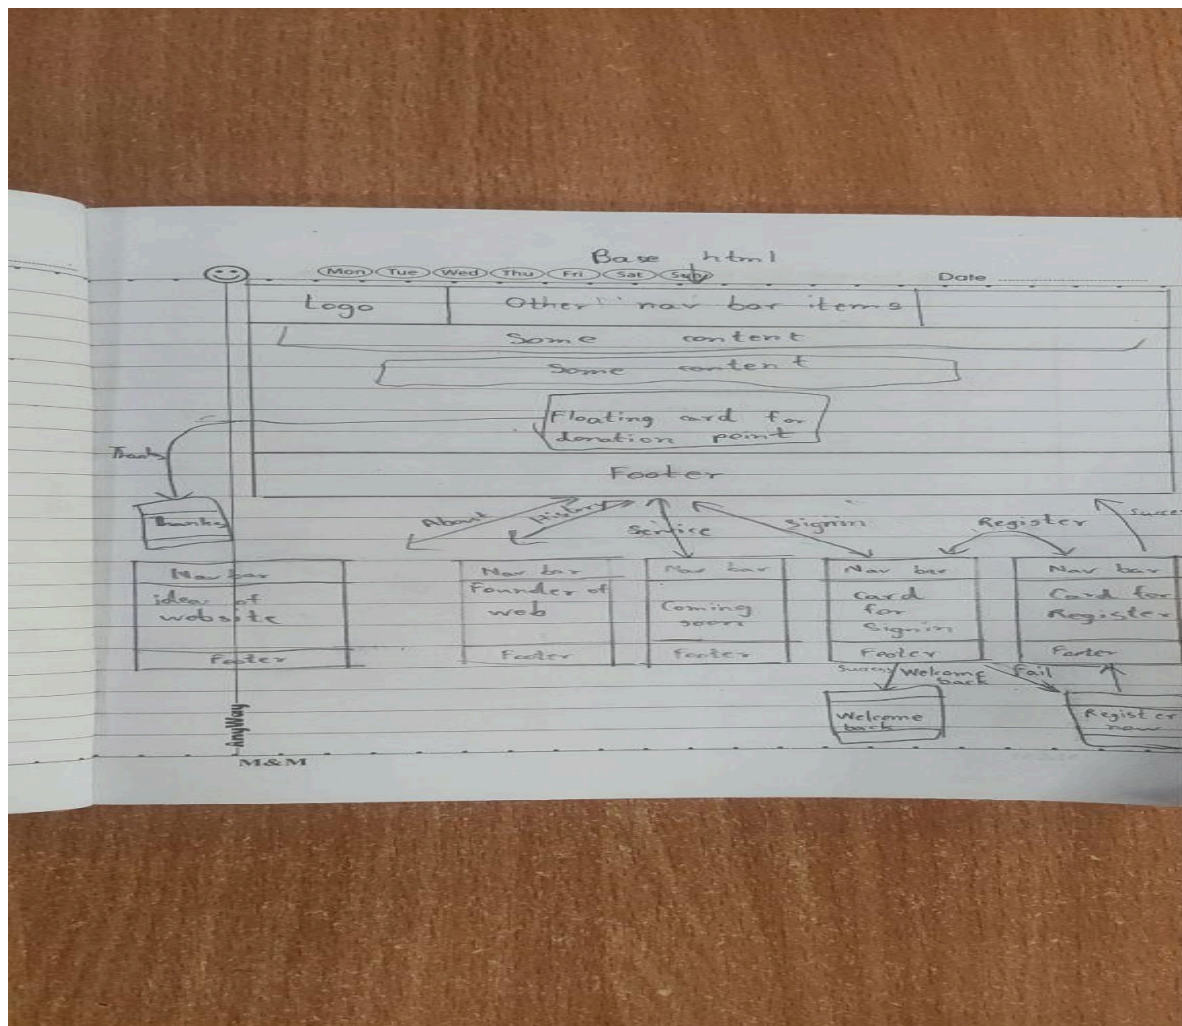 Base html
Mon Tue Wed Thu Fri Sat Sun
Date
Logo
Other nav bar items
Some content
Some content
Floating card for
donation point
Footer
Thanks
About
History
Service
Signin
Register
Nav bar
idea of
website
Footer
Nav bar
Founder of
web
Footer
Nav bar
Coming
soon
Footer
Nav bar
Card
for
Signin
Footer
Nav bar
Card for
Register
Footer
Success
Welcome
back
Fail
Welcome
back
Register
now
AnyWay
M&M